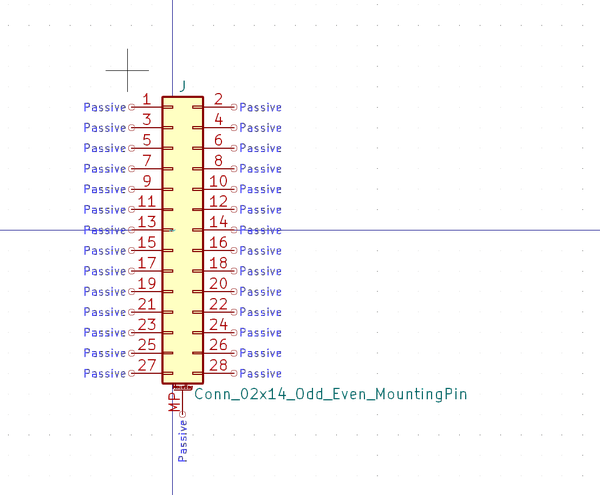 J
Passive 1 2 Passive
Passive 3 4 Passive
Passive 5 6 Passive
Passive 7 8 Passive
Passive 9 10 Passive
Passive 11 12 Passive
Passive 13 14 Passive
Passive 15 16 Passive
Passive 17 18 Passive
Passive 19 20 Passive
Passive 21 22 Passive
Passive 23 24 Passive
Passive 25 26 Passive
Passive 27 28 Passive
MP
Conn_02x14_Odd_Even_MountingPin
Passive